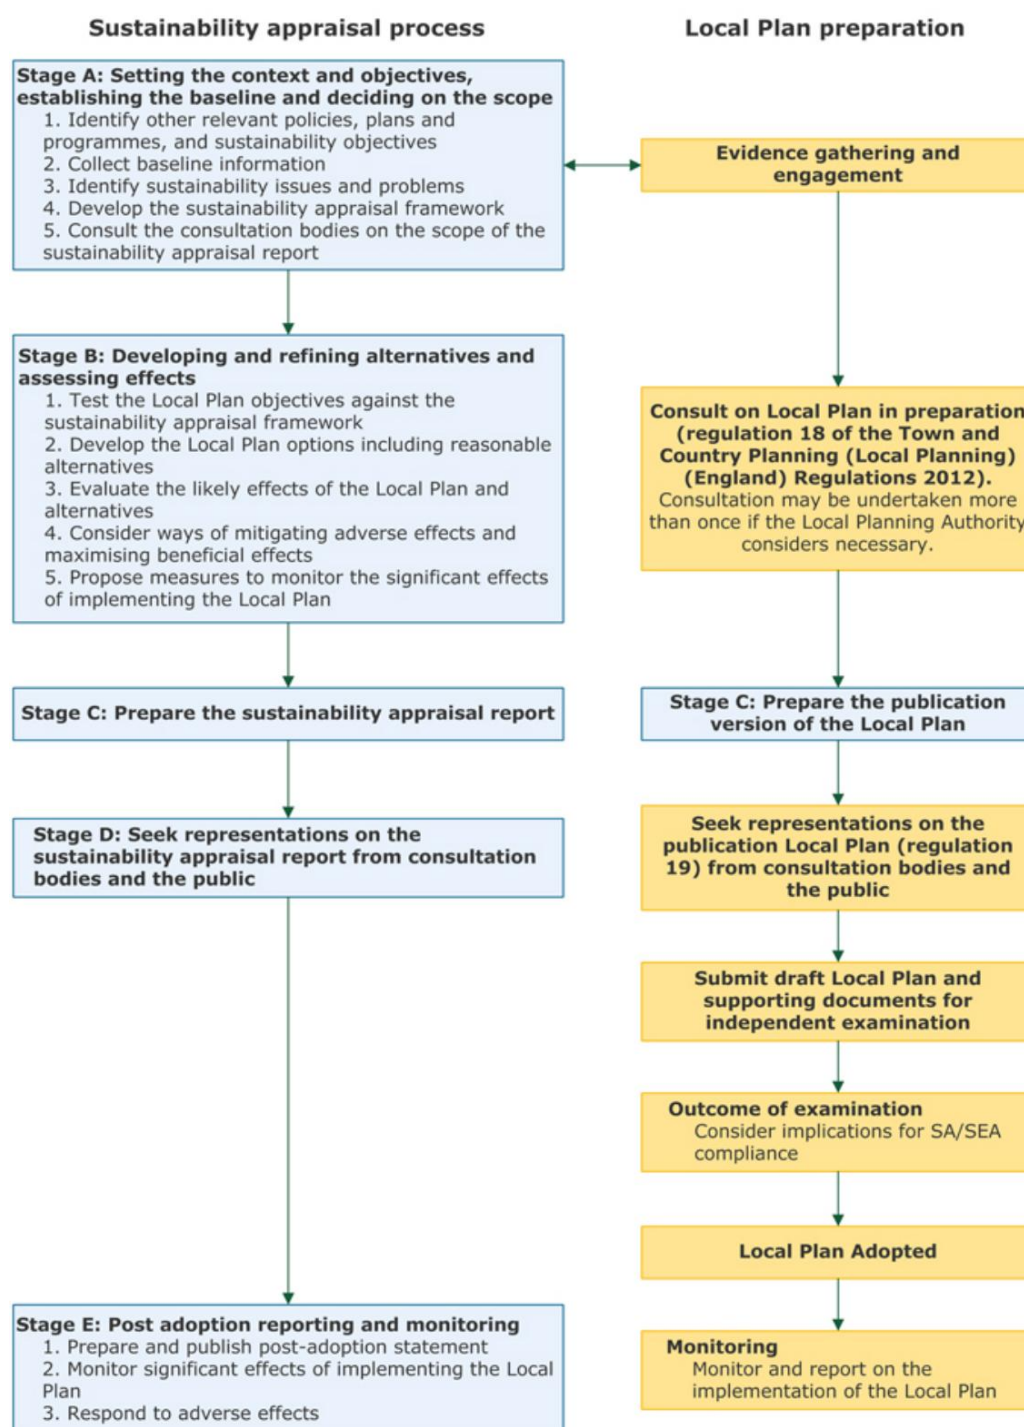 Sustainability appraisal process
Local Plan preparation
Stage A: Setting the context and objectives,
establishing the baseline and deciding on the scope
1. Identify other relevant policies, plans and
programmes, and sustainability objectives
2. Collect baseline information
3. Identify sustainability issues and problems
4. Develop the sustainability appraisal framework
5. Consult the consultation bodies on the scope of the
sustainability appraisal report
Evidence gathering and
engagement
Stage B: Developing and refining alternatives and
assessing effects
1. Test the Local Plan objectives against the
sustainability appraisal framework
2. Develop the Local Plan options including reasonable
alternatives
3. Evaluate the likely effects of the Local Plan and
alternatives
4. Consider ways of mitigating adverse effects and
maximising beneficial effects
5. Propose measures to monitor the significant effects
of implementing the Local Plan
Consult on Local Plan in preparation
(regulation 18 of the Town and
Country Planning (Local Planning)
(England) Regulations 2012).
Consultation may be undertaken more
than once if the Local Planning Authority
considers necessary.
Stage C: Prepare the sustainability appraisal report
Stage C: Prepare the publication
version of the Local Plan
Stage D: Seek representations on the
sustainability appraisal report from consultation
bodies and the public
Seek representations on the
publication Local Plan (regulation
19) from consultation bodies and
the public
Submit draft Local Plan and
supporting documents for
independent examination
Outcome of examination
Consider implications for SA/SEA
compliance
Local Plan Adopted
Stage E: Post adoption reporting and monitoring
1. Prepare and publish post-adoption statement
2. Monitor significant effects of implementing the Local
Plan
3. Respond to adverse effects
Monitoring
Monitor and report on the
implementation of the Local Plan